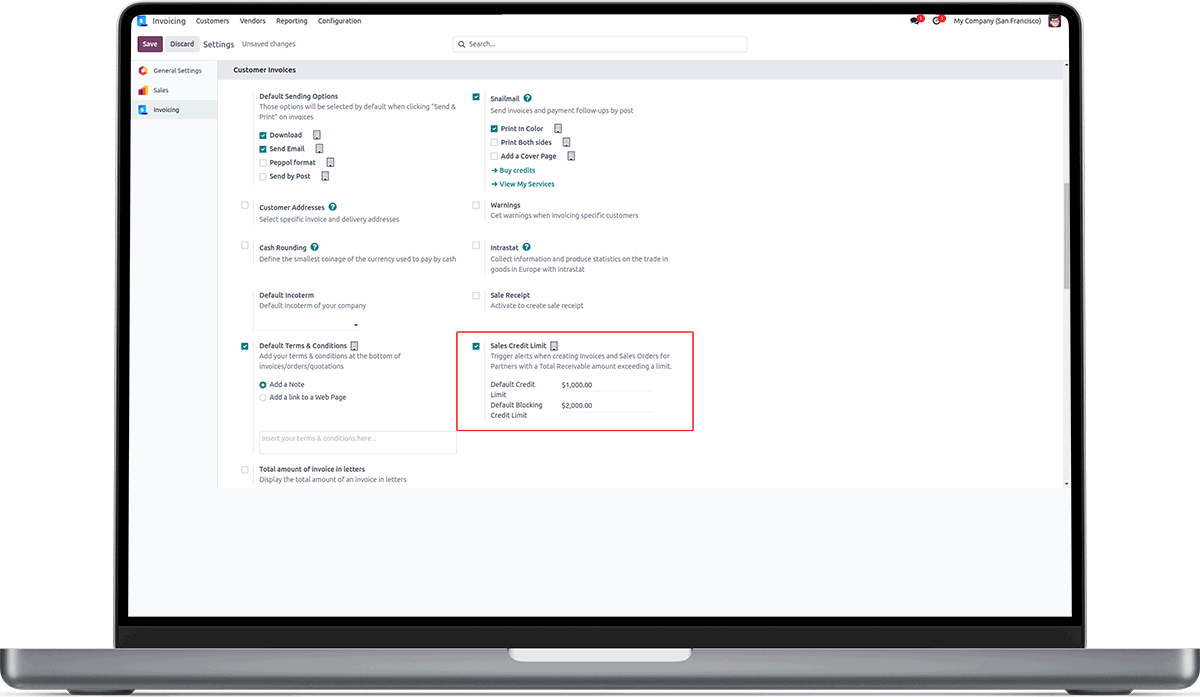 Invoicing Customers Vendors Reporting Configuration
1 1 My Company (San Francisco)
Save Discard Settings Unsaved changes
Search...
General Settings
Sales
Invoicing
Customer Invoices
Default Sending Options
Those options will be selected by default when clicking "Send &
Print" on invoices
Download
Send Email
Peppol format
Send by Post
Snailmail ?
Send invoices and payment follow-ups by post
Print In Color
Print Both sides
Add a Cover Page
Buy credits
View My Services
Customer Addresses ?
Select specific invoice and delivery addresses
Warnings
Get warnings when invoicing specific customers
Cash Rounding ?
Define the smallest coinage of the currency used to pay by cash
Intrastat ?
Collect information and produce statistics on the trade in
goods in Europe with intrastat
Default Incoterm
Default Incoterm of your company
Sale Receipt
Activate to create sale receipt
Default Terms & Conditions
Add your terms & conditions at the bottom of
invoices/orders/quotations
Add a Note
Add a link to a Web Page
Insert your terms & conditions here...
Sales Credit Limit
Trigger alerts when creating Invoices and Sales Orders for
Partners with a Total Receivable amount exceeding a limit.
Default Credit $1,000.00
Limit
Default Blocking $2,000.00
Credit Limit
Total amount of invoice in letters
Display the total amount of an invoice in letters